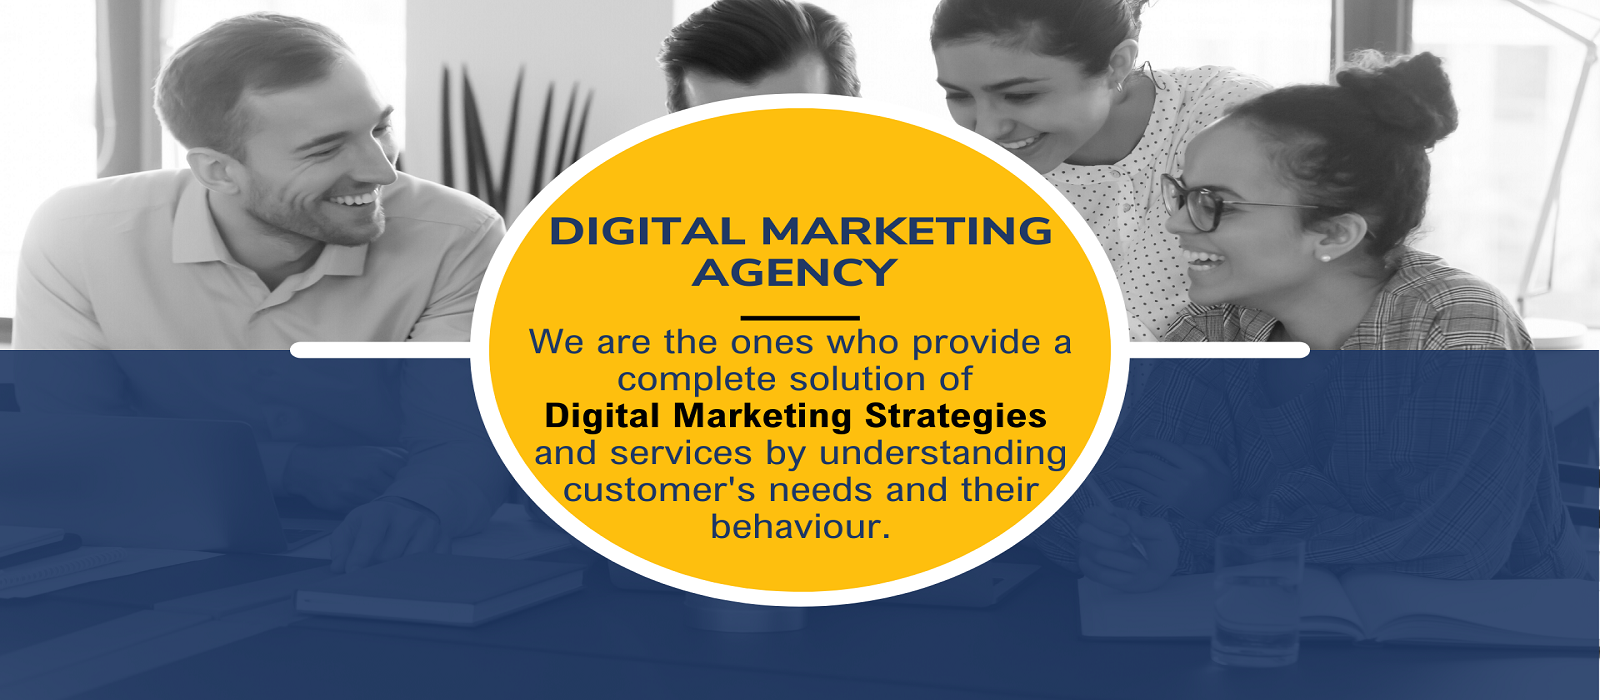 DIGITAL MARKETING
AGENCY
We are the ones who provide a
complete solution of
Digital Marketing Strategies
and services by understanding
customer's needs and their
behaviour.